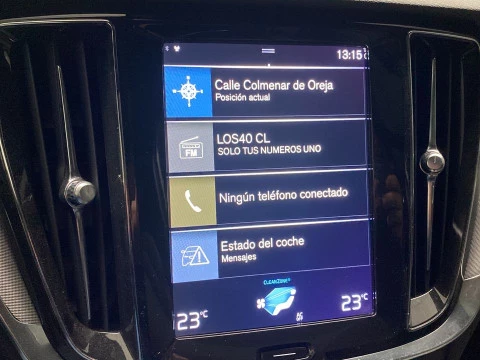 13:15
Calle Colmenar de Oreja
Posición actual
FM
LOS40 CL
SOLO TUS NUMEROS UNO
Ningún teléfono conectado
Estado del coche
Mensajes
CLEANZONE
23°C
23°C